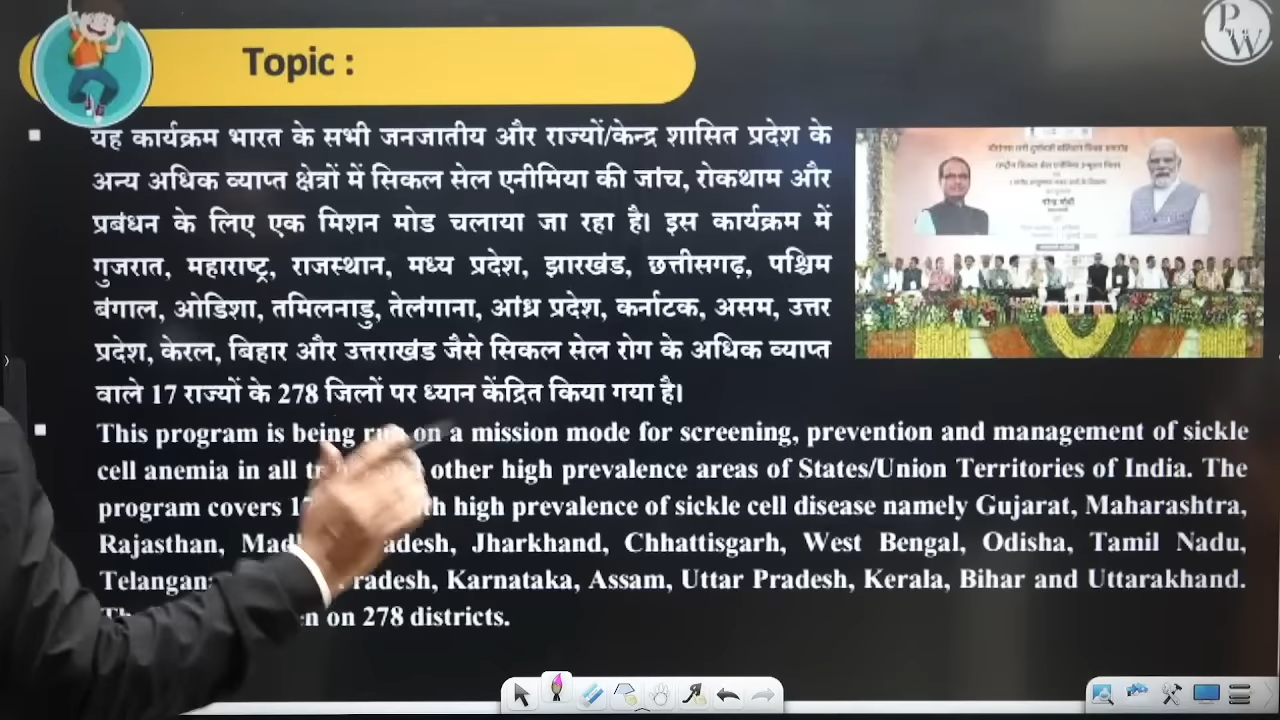 Topic :
PW
यह कार्यक्रम भारत के सभी जनजातीय और राज्यों/केन्द्र शासित प्रदेश के
अन्य अधिक व्याप्त क्षेत्रों में सिकल सेल एनीमिया की जांच, रोकथाम और
प्रबंधन के लिए एक मिशन मोड चलाया जा रहा है। इस कार्यक्रम में
गुजरात, महाराष्ट्र, राजस्थान, मध्य प्रदेश, झारखंड, छत्तीसगढ़, पश्चिम
बंगाल, ओडिशा, तमिलनाडु, तेलंगाना, आंध्र प्रदेश, कर्नाटक, असम, उत्तर
प्रदेश, केरल, बिहार और उत्तराखंड जैसे सिकल सेल रोग के अधिक व्याप्त
वाले 17 राज्यों के 278 जिलों पर ध्यान केंद्रित किया गया है।
This program is being on a mission mode for screening, prevention and management of sickle
cell anemia in all other high prevalence areas of States/Union Territories of India. The
program covers high prevalence of sickle cell disease namely Gujarat, Maharashtra,
Rajasthan, Jharkhand, Chhattisgarh, West Bengal, Odisha, Tamil Nadu,
Karnataka, Assam, Uttar Pradesh, Kerala, Bihar and Uttarakhand.
on 278 districts.